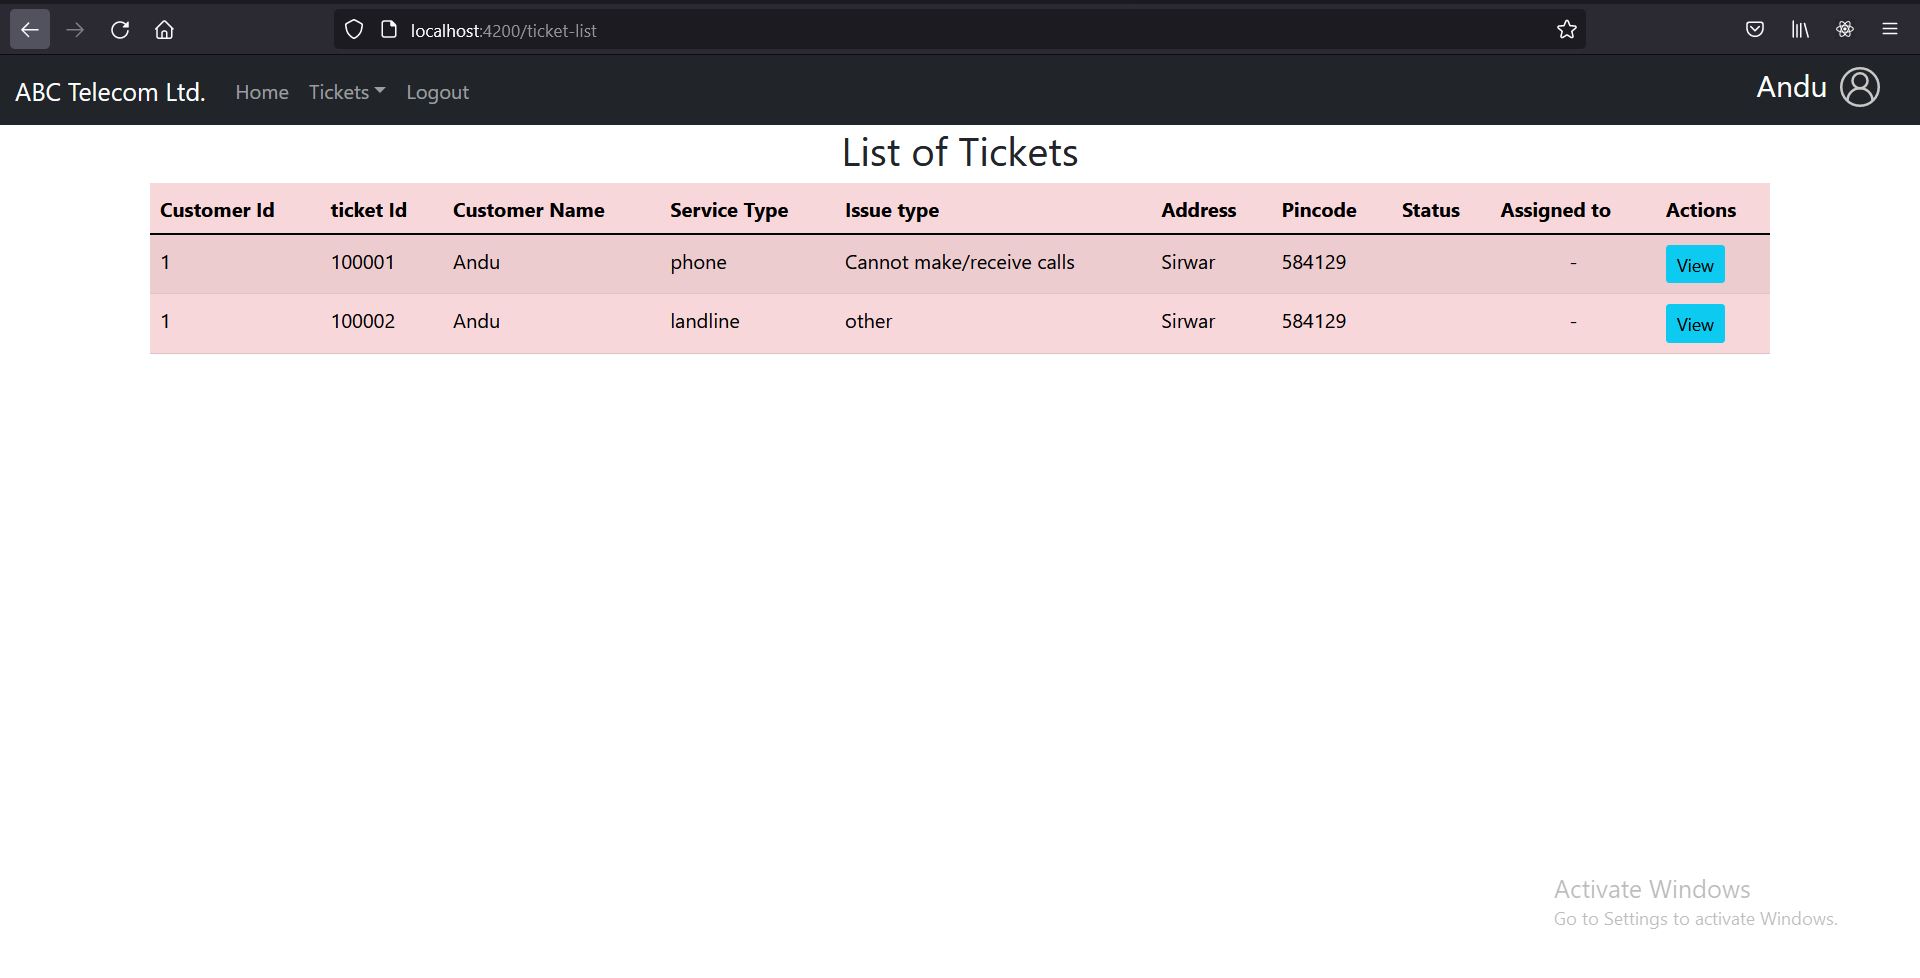 localhost:4200/ticket-list
ABC Telecom Ltd. Home Tickets Logout Andu
List of Tickets
Customer Id ticket Id Customer Name Service Type Issue type Address Pincode Status Assigned to Actions
1 100001 Andu phone Cannot make/receive calls Sirwar 584129 - View
1 100002 Andu landline other Sirwar 584129 - View
Activate Windows
Go to Settings to activate Windows.